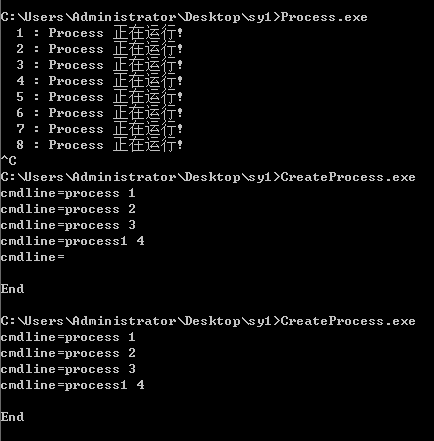 C:\Users\Administrator\Desktop\sy1>Process.exe
1 : Process 正在运行!
2 : Process 正在运行!
3 : Process 正在运行!
4 : Process 正在运行!
5 : Process 正在运行!
6 : Process 正在运行!
7 : Process 正在运行!
8 : Process 正在运行!
^C
C:\Users\Administrator\Desktop\sy1>CreateProcess.exe
cmdline=process 1
cmdline=process 2
cmdline=process 3
cmdline=process1 4
cmdline=
End
C:\Users\Administrator\Desktop\sy1>CreateProcess.exe
cmdline=process 1
cmdline=process 2
cmdline=process 3
cmdline=process1 4
End